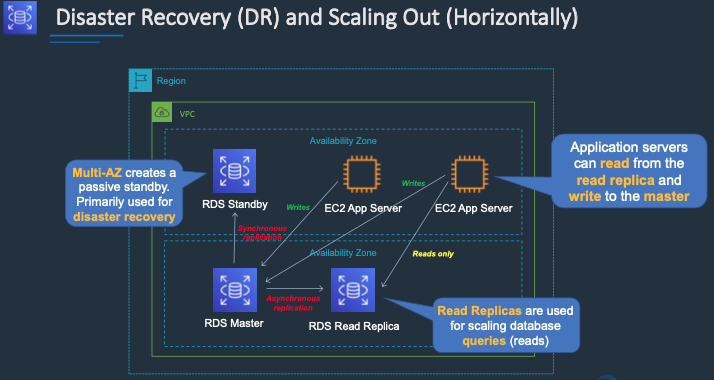 Disaster Recovery (DR) and Scaling Out (Horizontally)
Region
VPC
Availability Zone
Multi-AZ creates a
passive standby.
Primarily used for
disaster recovery
RDS Standby
Writes
EC2 App Server
Writes
EC2 App Server
Application servers
can read from the
read replica and
write to the master
Synchronous
replication
Availability Zone
Reads only
RDS Master
Asynchronous
replication
RDS Read Replica
Read Replicas are used
for scaling database
queries (reads)